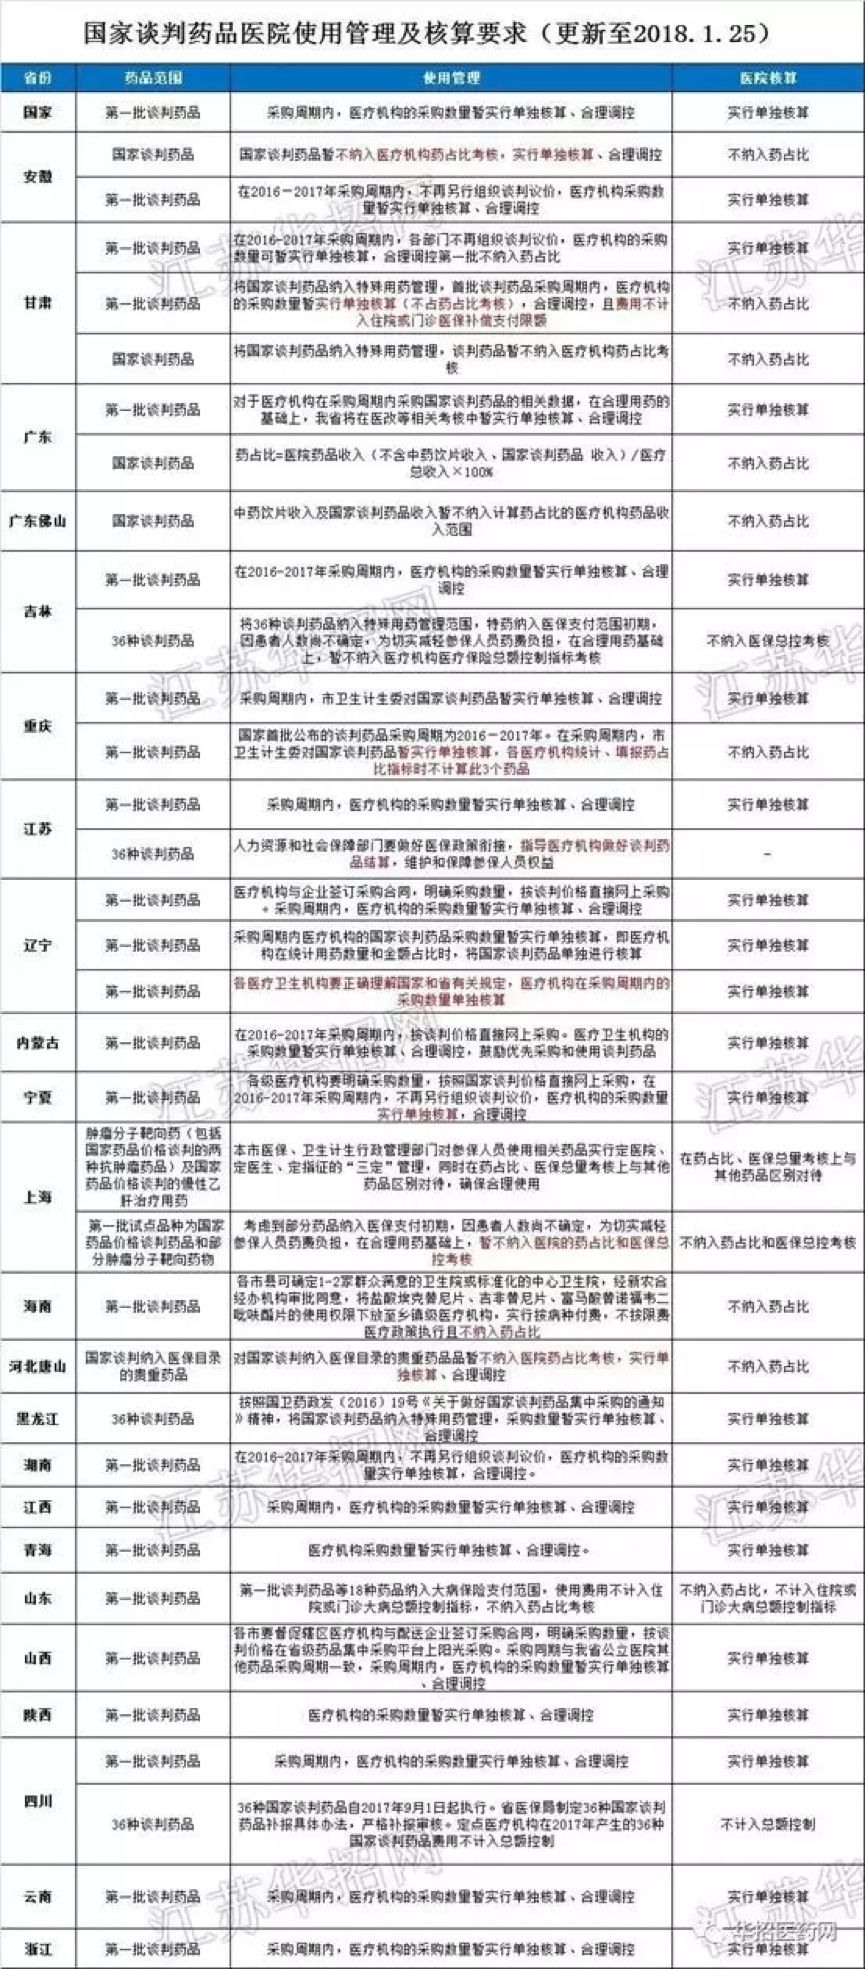 国家谈判药品医院使用管理及核算要求（更新至2018.1.25）
省份 药品范围 使用管理 医院核算
国家 第一批谈判药品 采购周期内，医疗机构的采购数量暂实行单独核算、合理调控 实行单独核算
安徽
国家谈判药品 国家谈判药品暂不纳入医疗机构药占比考核，实行单独核算、合理调控 不纳入药占比
第一批谈判药品 在2016－2017年采购周期内，不再另行组织谈判议价，医疗机构采购数
量暂实行单独核算、合理调控 实行单独核算
甘肃
第一批谈判药品 在2016-2017年采购周期内，各部门不再组织谈判议价，医疗机构的采购
数量可暂实行单独核算，合理调控第一批不纳入药占比 实行单独核算
第一批谈判药品 将国家谈判药品纳入特殊用药管理，首批谈判药品采购周期内，医疗机构
的采购数量暂实行单独核算（不占药占比考核），合理调控，且费用不计
入住院或门诊医保补偿支付限额 不纳入药占比
国家谈判药品 将国家谈判药品纳入特殊用药管理，谈判药品暂不纳入医疗机构药占比考
核 不纳入药占比
广东
第一批谈判药品 对于医疗机构在采购周期内采购国家谈判药品的相关数据，在合理用药的
基础上，我省将在医改等相关考核中暂实行单独核算、合理调控 实行单独核算
国家谈判药品 药占比=医院药品收入（不含中药饮片收入、国家谈判药品 收入）/医疗
总收入×100% 不纳入药占比
广东佛山 国家谈判药品 中药饮片收入及国家谈判药品收入暂不纳入计算药占比的医疗机构药品收
入范围 不纳入药占比
吉林
第一批谈判药品 在2016-2017年采购周期内，医疗机构的采购数量暂实行单独核算、合理
调控 实行单独核算
36种谈判药品 将36种谈判药品纳入特殊用药管理范围，特药纳入医保支付范围初期，
因患者人数尚不确定，为切实减轻参保人员药费负担，在合理用药基础
上，暂不纳入医疗机构医疗保险总额控制指标考核 不纳入医保总控考核
重庆
第一批谈判药品 采购周期内，市卫生计生委对国家谈判药品暂实行单独核算、合理调控 实行单独核算
第一批谈判药品 国家首批公布的谈判药品采购周期为2016－2017年。在采购周期内，市
卫生计生委对国家谈判药品暂实行单独核算，各医疗机构统计、填报药占
比指标时不计算此3个药品 不纳入药占比
江苏
第一批谈判药品 采购周期内，医疗机构的采购数量暂实行单独核算、合理调控 实行单独核算
36种谈判药品 人力资源和社会保障部门要做好医保政策衔接，指导医疗机构做好谈判药
品结算，维护和保障参保人员权益 -
辽宁
第一批谈判药品 医疗机构与企业签订采购合同，明确采购数量，按谈判价格直接网上采购
。采购周期内，医疗机构的采购数量暂实行单独核算、合理调控 实行单独核算
第一批谈判药品 采购周期内医疗机构的国家谈判药品采购数量暂实行单独核算，即医疗机
构在统计用药数量和金额占比时，将国家谈判药品单独进行核算 实行单独核算
第一批谈判药品 各医疗卫生机构要正确理解国家和省有关规定，医疗机构在采购周期内的
采购数量单独核算 实行单独核算
内蒙古 第一批谈判药品 在2016-2017年采购周期内，按谈判价格直接网上采购。医疗卫生机构的
采购数量暂实行单独核算、合理调控，鼓励优先采购和使用谈判药品 实行单独核算
宁夏 第一批谈判药品 各级医疗机构要明确采购数量，按照国家谈判价格直接网上采购，在
2016-2017年采购周期内，不再另行组织谈判议价，医疗机构的采购数量
实行单独核算，合理调控 实行单独核算
上海
肿瘤分子靶向药（包括
国家药品价格谈判的两
种抗肿瘤药品）及国家
药品价格谈判的慢性乙
肝治疗用药
本市医保、卫生计生行政管理部门对参保人员使用相关药品实行定医院、
定医生、定指征的“三定”管理，同时在药占比、医保总量考核上与其他
药品区别对待，确保合理使用
在药占比、医保总量考核上与
其他药品区别对待
第一批试点品种为国家
药品价格谈判药品和部
分肿瘤分子靶向药物
考虑到部分药品纳入医保支付初期，因患者人数尚不确定，为切实减轻
参保人员药费负担，在合理用药基础上，暂不纳入医院的药占比和医保总
控考核
不纳入药占比和医保总控考核
海南 第一批谈判药品 各市县可确定1-2家群众满意的卫生院或标准化的中心卫生院，经新农合
经办机构审批同意，将盐酸埃克替尼片、吉非替尼片、富马酸替诺福韦二
吡呋酯片的使用权限下放至乡镇级医疗机构，实行按病种付费，不按限费
医疗政策执行且不纳入药占比 不纳入药占比
河北唐山 国家谈判纳入医保目录
的贵重药品 对国家谈判纳入医保目录的贵重药品品暂不纳入医院药占比考核，实行单
独核算、合理调控 不纳入药占比
黑龙江 36种谈判药品 按照国卫药政发（2016）19号《关于做好国家谈判药品集中采购的通知
》精神，将国家谈判药品纳入特殊用药管理，采购数量暂实行单独核算、
合理调控 实行单独核算
湖南 第一批谈判药品 在2016-2017年采购周期内，不再另行组织谈判议价，医疗机构的采购数
量实行单独核算，合理调控。 实行单独核算
江西 第一批谈判药品 采购周期内，医疗机构的采购数量暂实行单独核算、合理调控 实行单独核算
青海 第一批谈判药品 医疗机构采购数量暂实行单独核算、合理调控。 实行单独核算
山东 第一批谈判药品 第一批谈判药品等18种药品纳入大病保险支付范围，使用费用不计入住
院或门诊大病总额控制指标，不纳入药占比考核 不纳入药占比，不计入住院或
门诊大病总额控制指标
山西 第一批谈判药品 各市要督促辖区医疗机构与配送企业签订采购合同，明确采购数量，按谈
判价格在省级药品集中采购平台上阳光采购。采购同期与我省公立医院
其他药品采购周期一致，采购周期内，医疗机构的采购数量暂实行单独核算
、合理调控 实行单独核算
陕西 第一批谈判药品 医疗机构的采购数量暂实行单独核算、合理调控 实行单独核算
四川
第一批谈判药品 采购周期内，医疗机构的采购数量实行单独核算、合理调控 实行单独核算
36种谈判药品 36种国家谈判药品自2017年9月1日起执行。省医保局制定36种国家谈判
药品补报具体办法，严格补报审核。定点医疗机构在2017年产生的36种
国家谈判药品费用不计入总额控制 不计入总额控制
云南 第一批谈判药品 采购周期内，医疗机构的采购数量暂实行单独核算、合理调控 实行单独核算
浙江 第一批谈判药品 采购周期内，医疗机构的采购数量暂实行单独核算、合理调控 实行单独核算
江苏华招网
华招医药网